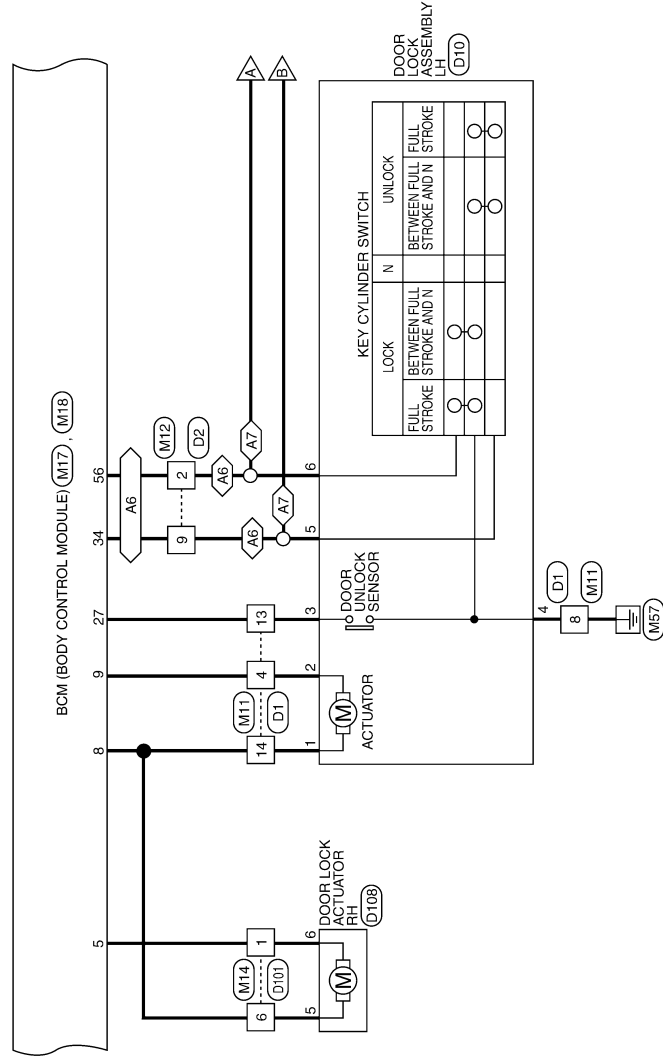 BCM (BODY CONTROL MODULE) M17 , M18
5
8
9
27
34
56
A6
M14
D101
6
1
M11
D1
14
4
13
M12
D2
9
2
A6
A6
A7
A7
A
B
5
6
1
2
3
5
6
DOOR LOCK
ACTUATOR
RH
D108
M
M
ACTUATOR
DOOR
UNLOCK
SENSOR
KEY CYLINDER SWITCH
LOCK
N
UNLOCK
FULL
STROKE
BETWEEN FULL
STROKE AND N
BETWEEN FULL
STROKE AND N
FULL
STROKE
DOOR
LOCK
ASSEMBLY
LH
D10
4
8
D1
M11
M57